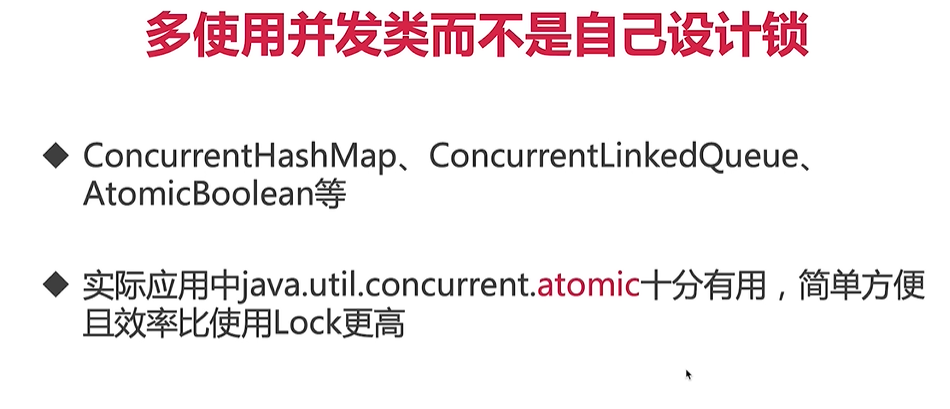 多使用并发类而不是自己设计锁
◆ ConcurrentHashMap、ConcurrentLinkedQueue、
AtomicBoolean等
◆ 实际应用中java.util.concurrent.atomic十分有用，简单方便
且效率比使用Lock更高